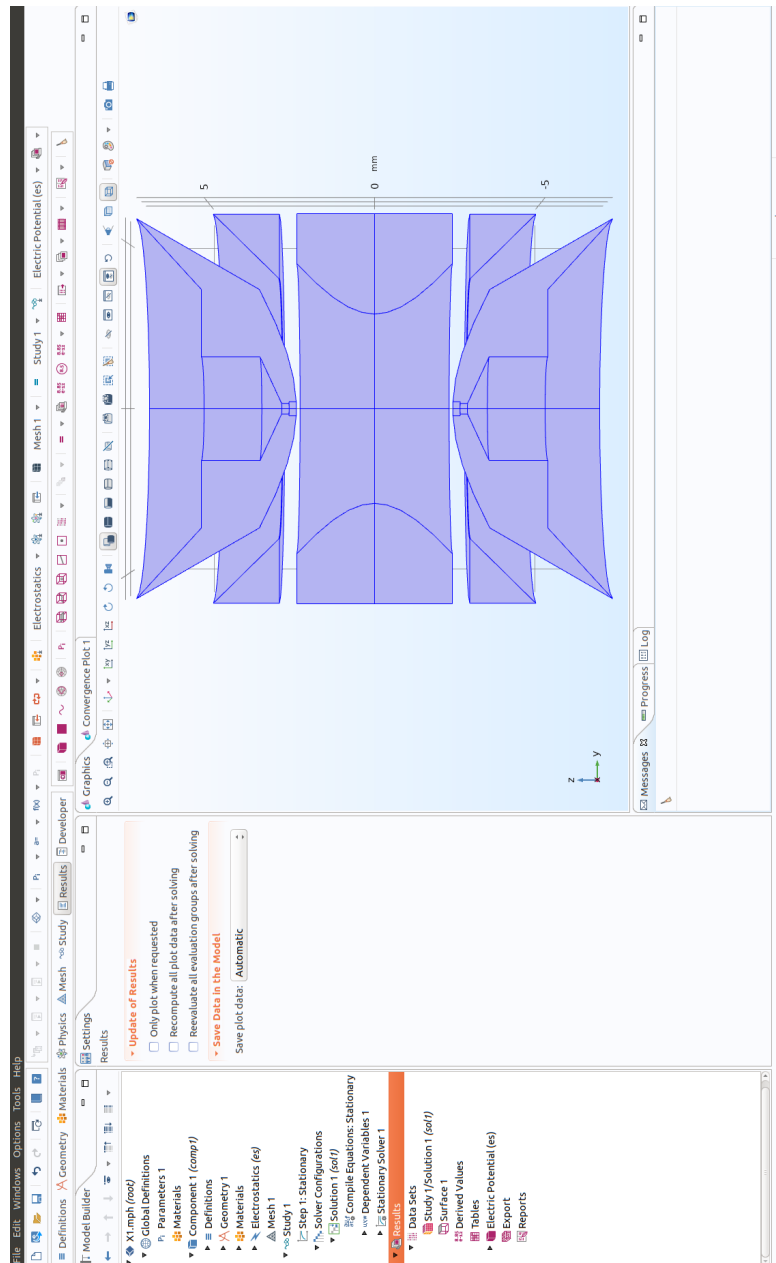 File Edit Windows Options Tools Help
P₁ a= f(x) P₁ Electrostatics Mesh 1 = Study 1 Electric Potential (es)
Definitions Geometry Materials Physics Mesh Study Results Developer
Model Builder
X1.mph (root)
Global Definitions
Pi Parameters 1
Materials
Component 1 (comp1)
Definitions
Geometry 1
Materials
Electrostatics (es)
Mesh 1
Study 1
Step 1: Stationary
Solver Configurations
Solution 1 (sol1)
Compile Equations: Stationary
Dependent Variables 1
Stationary Solver 1
Results
Data Sets
Study 1/Solution 1 (sol1)
Surface 1
Derived Values
Tables
Electric Potential (es)
Export
Reports
Settings
Results
Update of Results
Only plot when requested
Recompute all plot data after solving
Reevaluate all evaluation groups after solving
Save Data in the Model
Save plot data: Automatic
Graphics Convergence Plot 1
xy yz xz
5
0
-5
mm
z
y
Messages Progress Log